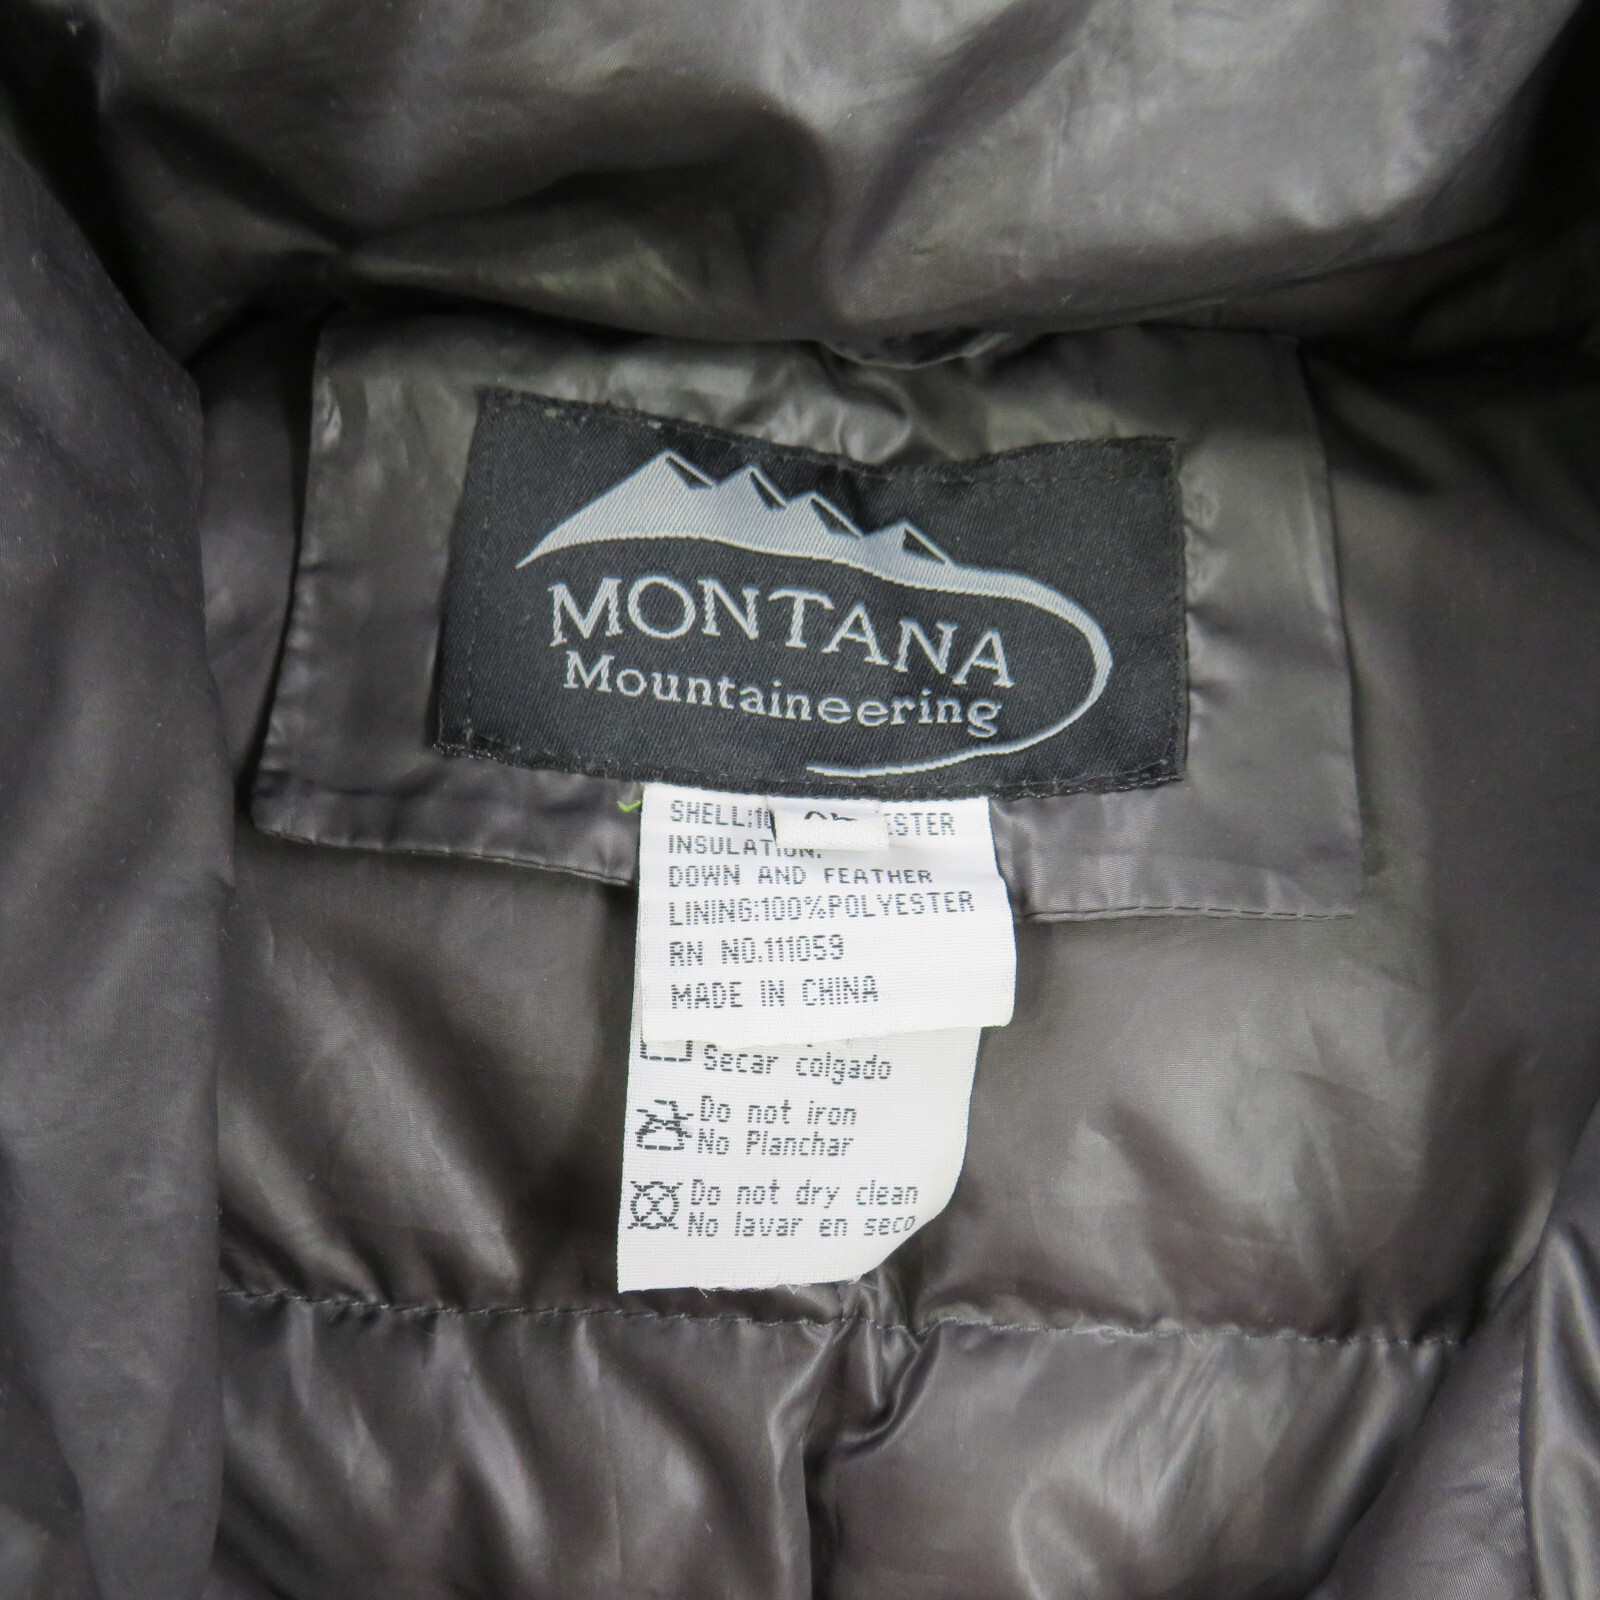 MONTANA
Mountaineering
SHELL:10 ESTER
INSULATION:
DOWN AND FEATHER
LINING:100%POLYESTER
RN NO.111059
MADE IN CHINA
Secar colgado
Do not iron
No Planchar
Do not dry clean
No lavar en seco